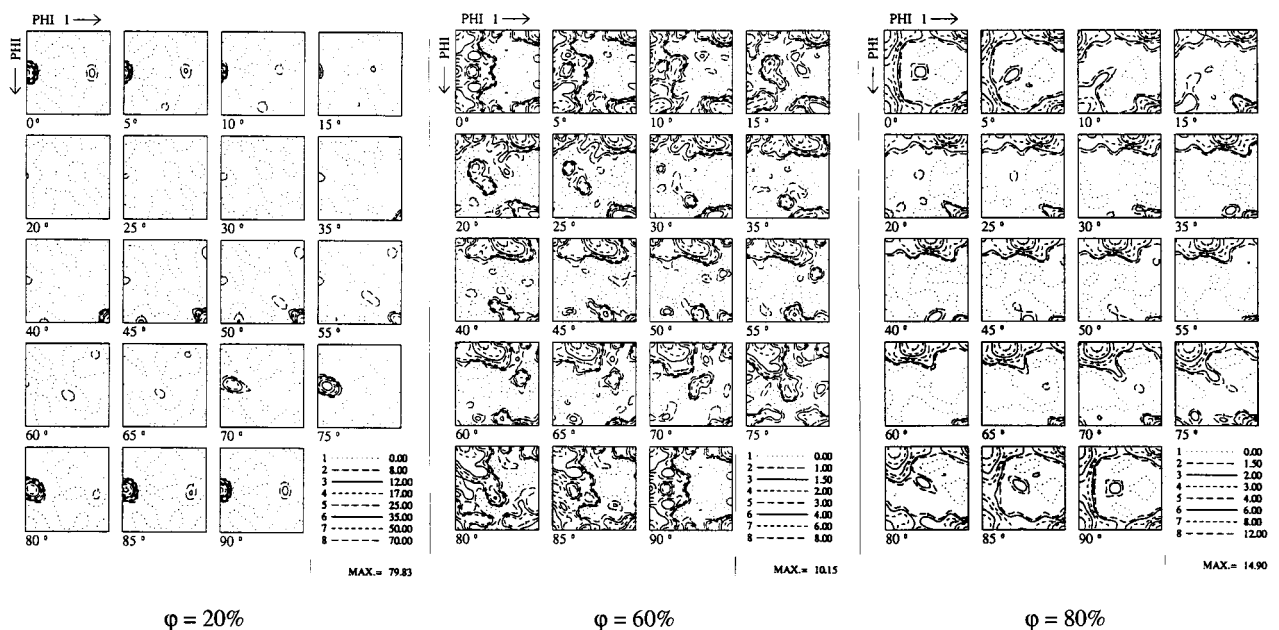 PHI 1 →
PHI
0° 5° 10° 15°
20° 25° 30° 35°
40° 45° 50° 55°
60° 65° 70° 75°
80° 85° 90°
1 0.00
2 8.00
3 12.00
4 17.00
5 25.00
6 35.00
7 50.00
8 70.00
MAX.= 79.83
φ = 20%
PHI 1 →
PHI
0° 5° 10° 15°
20° 25° 30° 35°
40° 45° 50° 55°
60° 65° 70° 75°
80° 85° 90°
1 0.00
2 1.00
3 1.50
4 2.00
5 3.00
6 4.00
7 6.00
8 8.00
MAX.= 10.15
φ = 60%
PHI 1 →
PHI
0° 5° 10° 15°
20° 25° 30° 35°
40° 45° 50° 55°
60° 65° 70° 75°
80° 85° 90°
1 0.00
2 1.50
3 2.00
4 3.00
5 4.00
6 6.00
7 8.00
8 12.00
MAX.= 14.90
φ = 80%